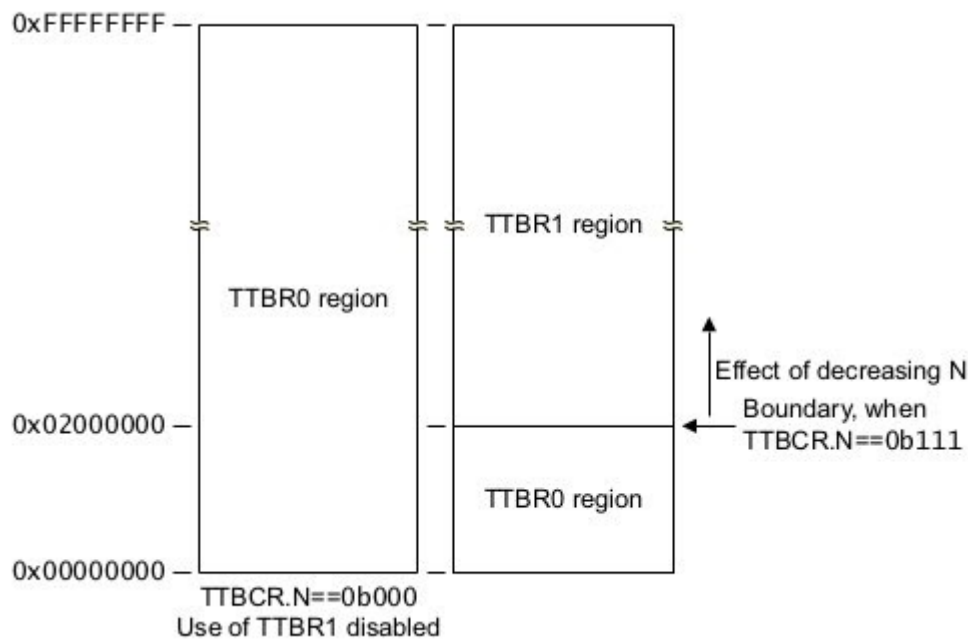 0xFFFFFFFF
TTBR1 region
TTBR0 region
Effect of decreasing N
0x02000000
Boundary, when
TTBCR.N==0b111
TTBR0 region
0x00000000
TTBCR.N==0b000
Use of TTBR1 disabled